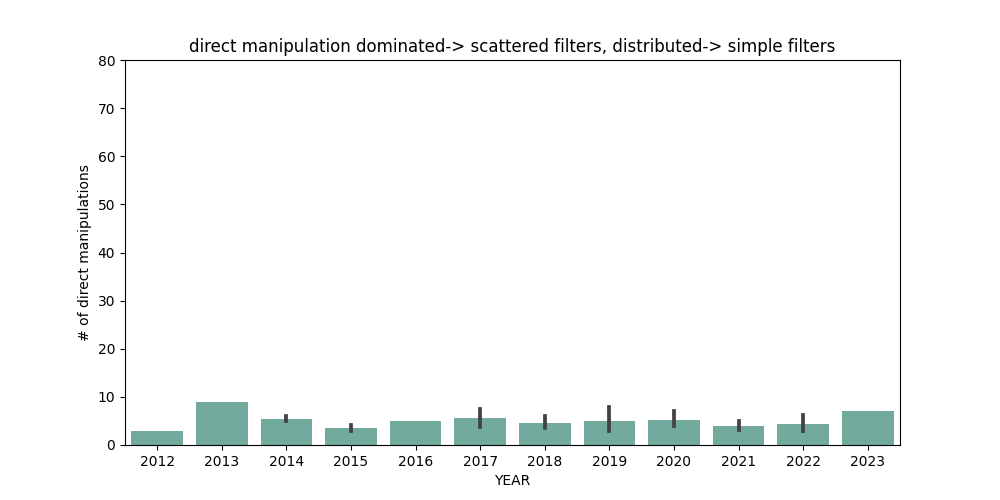 direct manipulation dominated-> scattered filters, distributed-> simple filters
80
70
60
50
40
30
20
10
0
# of direct manipulations
2012 2013 2014 2015 2016 2017 2018 2019 2020 2021 2022 2023
YEAR